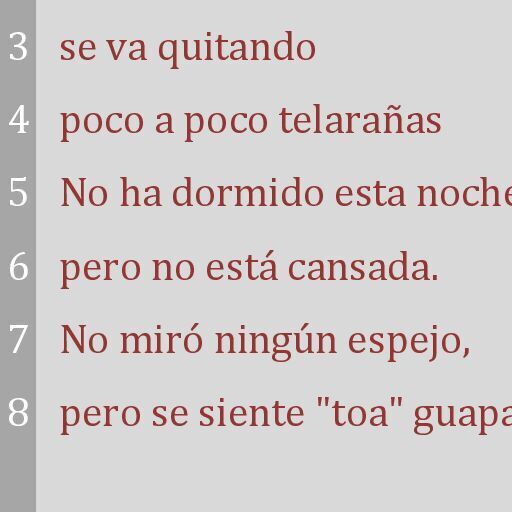 3 se va quitando
4 poco a poco telarañas
5 No ha dormido esta noche
6 pero no está cansada.
7 No miró ningún espejo,
8 pero se siente "toa" guapa